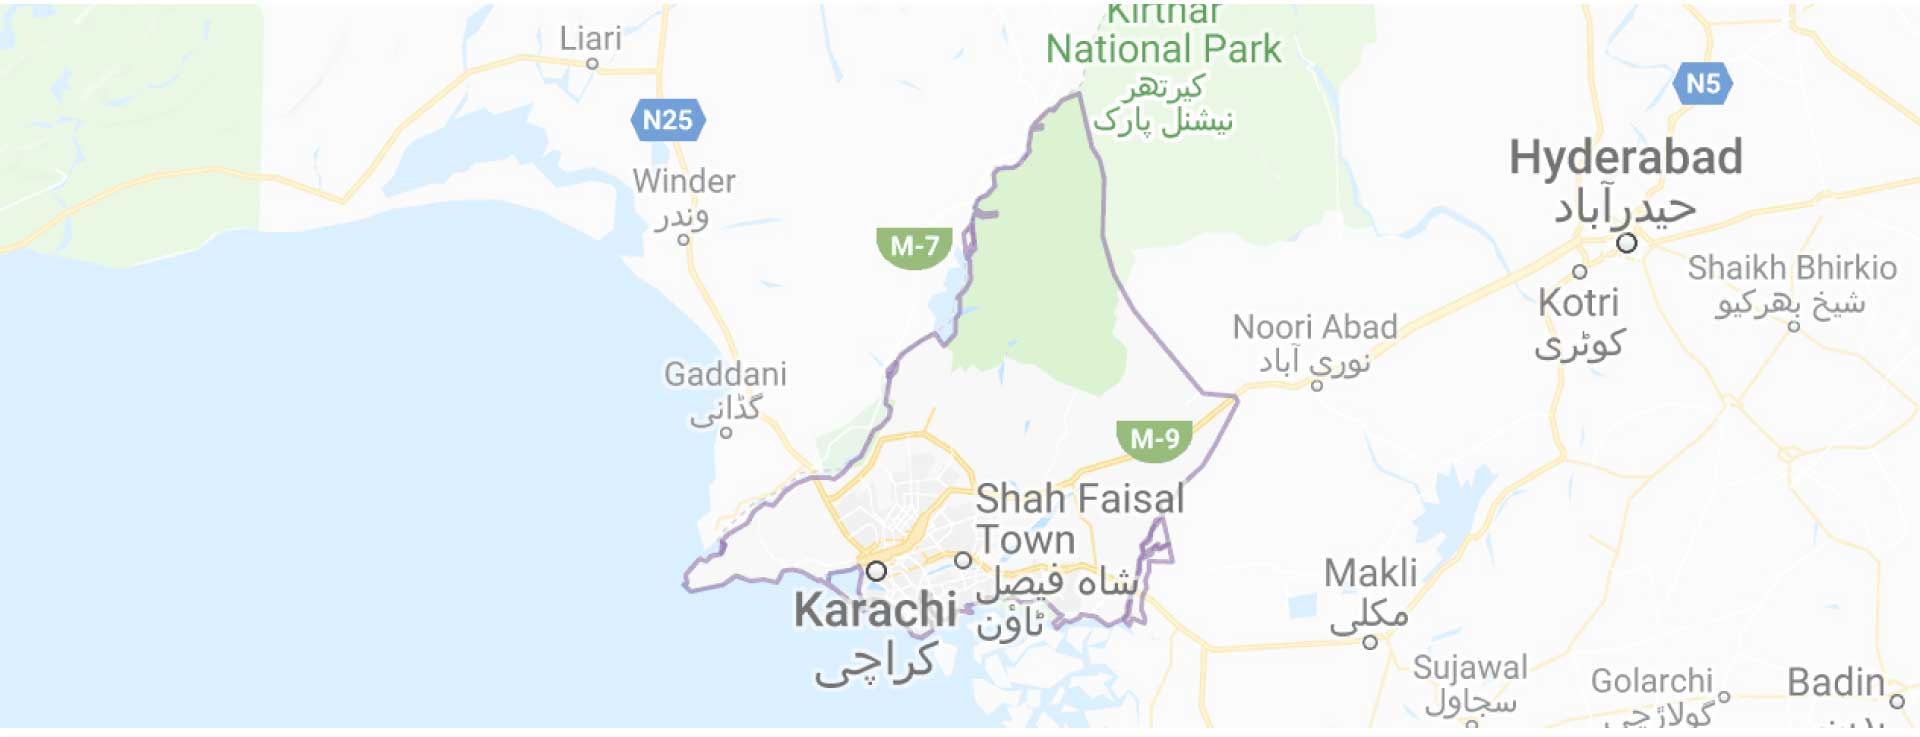 Kirthar
National Park
کیرتھر
نیشنل پارک
Liari
N25
N5
Hyderabad
حیدرآباد
Winder
وندر
M-7
Shaikh Bhirkio
شیخ بھرکیو
Kotri
کوٹری
Noori Abad
نوری آباد
Gaddani
گڈانی
M-9
Shah Faisal
Town
شاہ فیصل
ٹاؤن
Karachi
کراچی
Makli
مکلی
Sujawal
سجاول
Golarchi
گولاڑچی
Badin